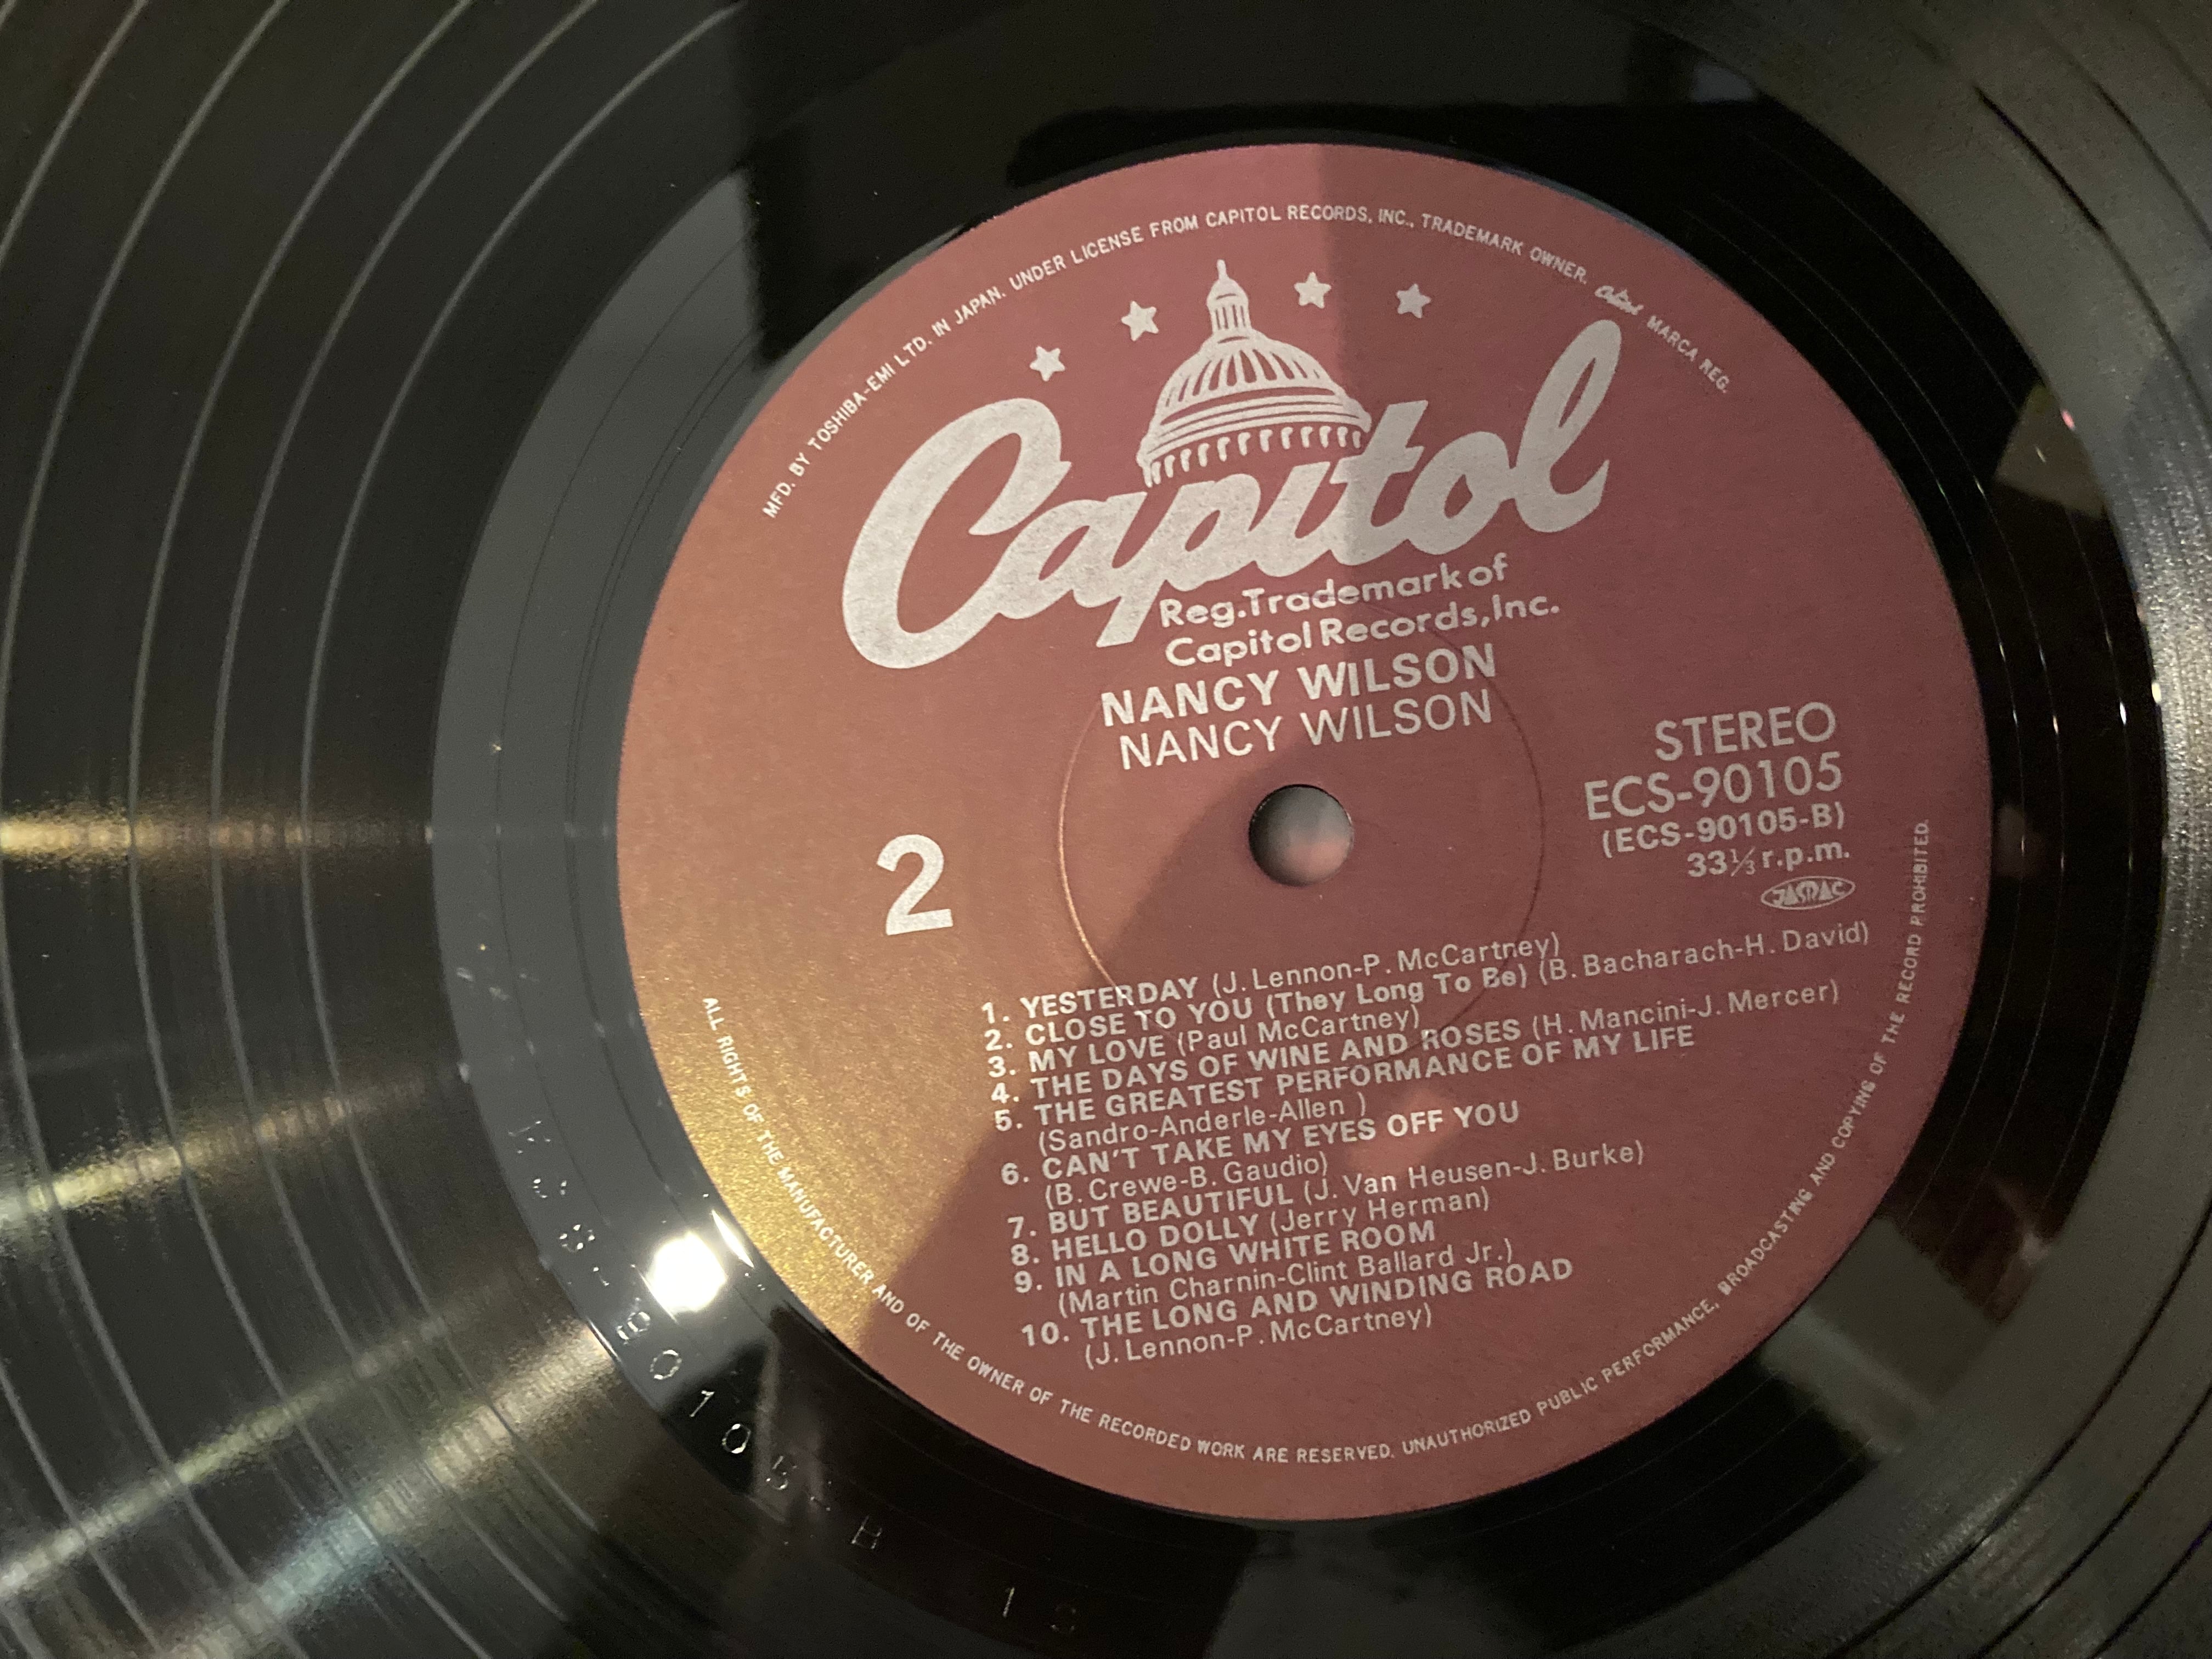 MFD. BY TOSHIBA-EMI LTD. IN JAPAN. UNDER LICENSE FROM CAPITOL RECORDS, INC., TRADEMARK OWNER. Capitol MARCA REG.
Capitol
Reg.Trademark of
Capitol Records,Inc.
NANCY WILSON
NANCY WILSON
STEREO
ECS-90105
(ECS-90105-B)
33⅓ r.p.m.
JASRAC
2
1. YESTERDAY (J. Lennon-P. McCartney)
2. CLOSE TO YOU (They Long To Be) (B. Bacharach-H. David)
3. MY LOVE (Paul McCartney)
4. THE DAYS OF WINE AND ROSES (H. Mancini-J. Mercer)
5. THE GREATEST PERFORMANCE OF MY LIFE
(Sandro-Anderle-Allen )
6. CAN'T TAKE MY EYES OFF YOU
(B. Crewe-B. Gaudio)
7. BUT BEAUTIFUL (J. Van Heusen-J. Burke)
8. HELLO DOLLY (Jerry Herman)
9. IN A LONG WHITE ROOM
(Martin Charnin-Clint Ballard Jr.)
10. THE LONG AND WINDING ROAD
(J. Lennon-P. McCartney)
ALL RIGHTS OF THE MANUFACTURER AND OF THE OWNER OF THE RECORDED WORK ARE RESERVED. UNAUTHORIZED PUBLIC PERFORMANCE, BROADCASTING AND COPYING OF THE RECORD PROHIBITED.